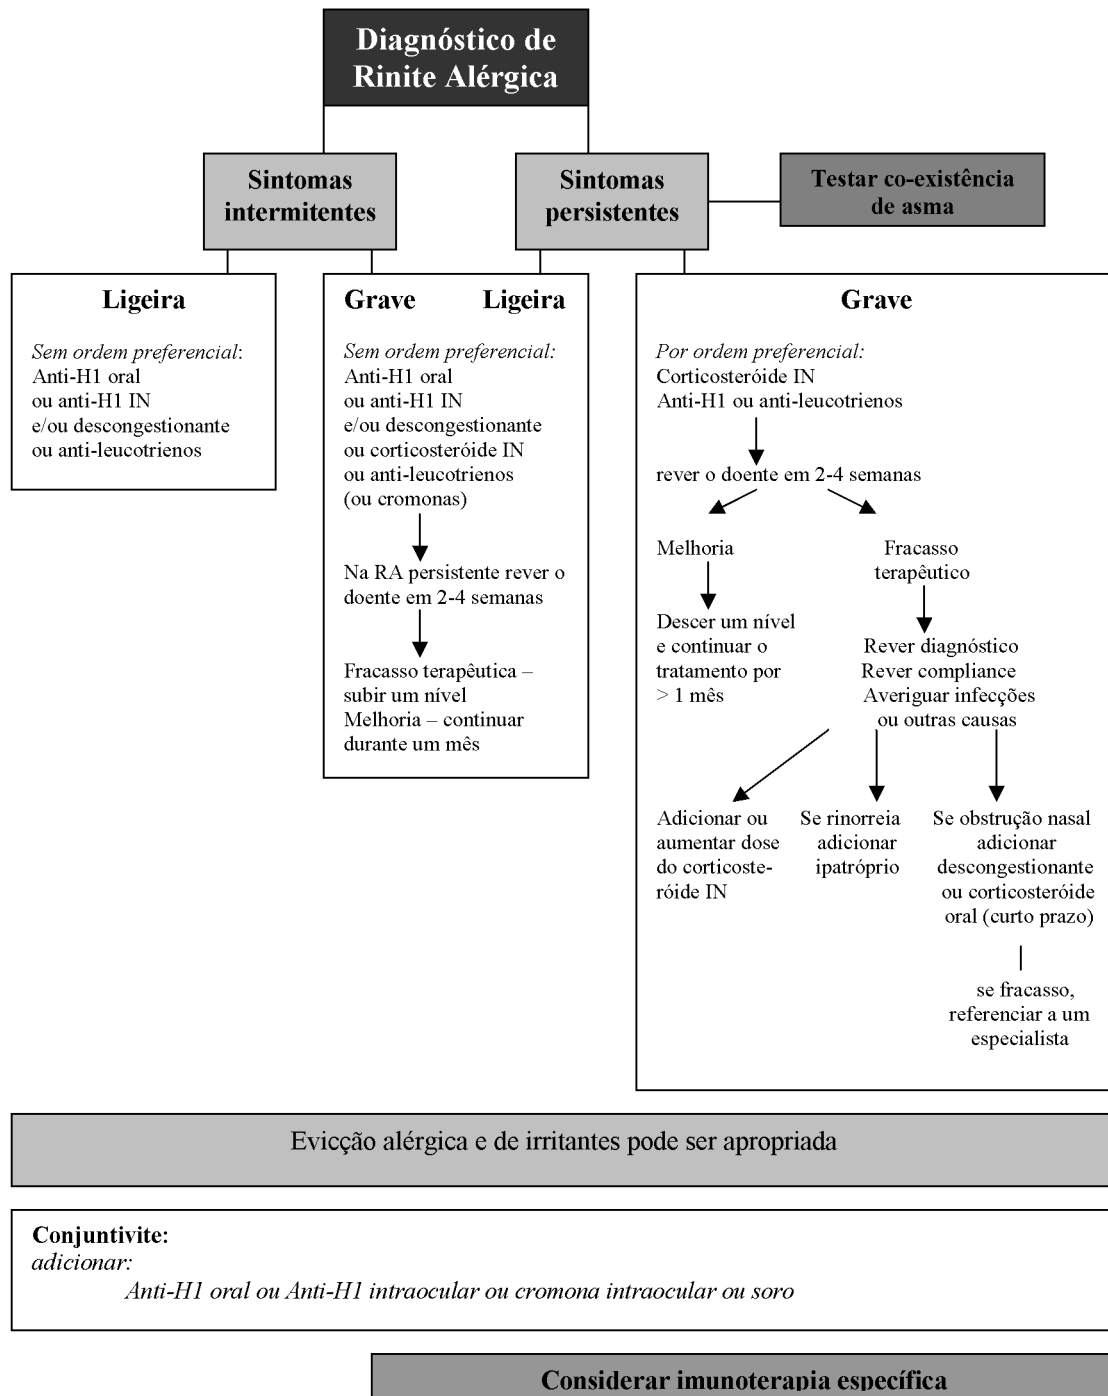 Diagnóstico de
Rinite Alérgica
Sintomas
intermitentes
Sintomas
persistentes
Testar co-existência
de asma
Ligeira
Sem ordem preferencial:
Anti-H1 oral
ou anti-H1 IN
e/ou descongestionante
ou anti-leucotrienos
Grave Ligeira
Sem ordem preferencial:
Anti-H1 oral
ou anti-H1 IN
e/ou descongestionante
ou corticosteróide IN
ou anti-leucotrienos
(ou cromonas)
Na RA persistente rever o
doente em 2-4 semanas
Fracasso terapêutica –
subir um nível
Melhoria – continuar
durante um mês
Grave
Por ordem preferencial:
Corticosteróide IN
Anti-H1 ou anti-leucotrienos
rever o doente em 2-4 semanas
Melhoria
Descer um nível
e continuar o
tratamento por
> 1 mês
Fracasso
terapêutico
Rever diagnóstico
Rever compliance
Averiguar infecções
ou outras causas
Adicionar ou
aumentar dose
do corticoste-
róide IN
Se rinorreia
adicionar
ipatróprio
Se obstrução nasal
adicionar
descongestionante
ou corticosteróide
oral (curto prazo)
se fracasso,
referenciar a um
especialista
Evicção alérgica e de irritantes pode ser apropriada
Conjuntivite:
adicionar:
Anti-H1 oral ou Anti-H1 intraocular ou cromona intraocular ou soro
Considerar imunoterapia específica